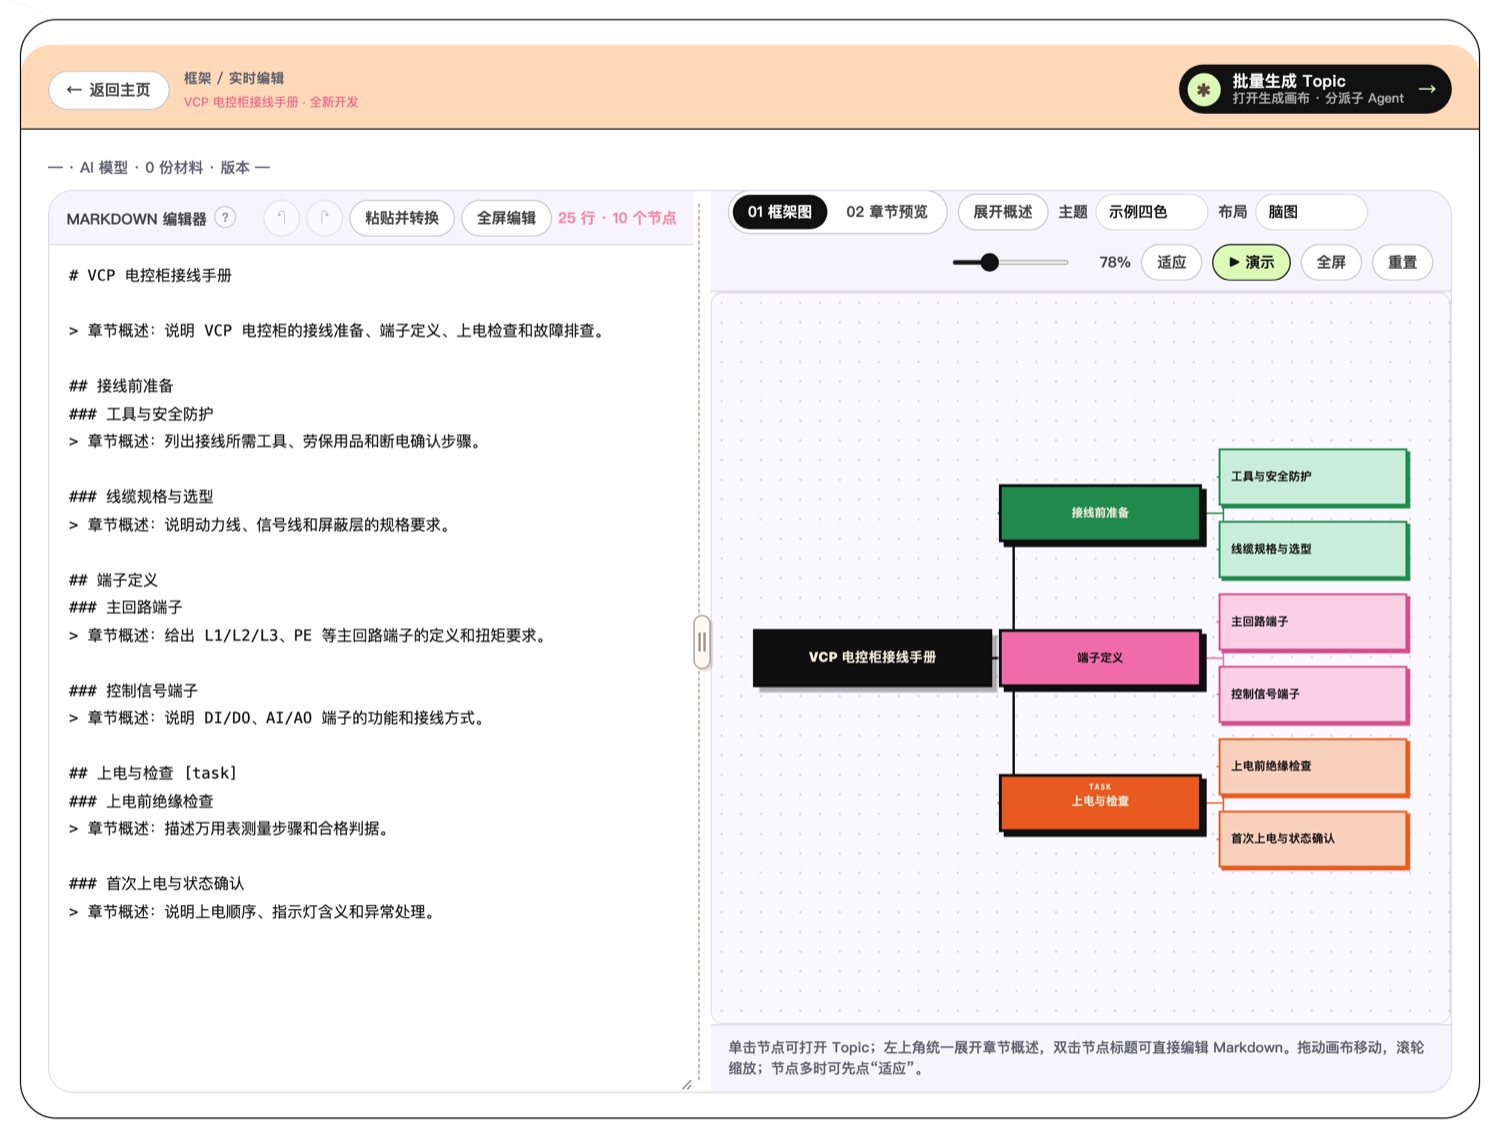 ← 返回主页
框架 / 实时编辑
VCP 电控柜接线手册 · 全新开发
批量生成 Topic →
打开生成画布 · 分派子 Agent
— · AI 模型 · 0 份材料 · 版本 —
MARKDOWN 编辑器 ? 粘贴并转换 全屏编辑 25 行 · 10 个节点
# VCP 电控柜接线手册
> 章节概述：说明 VCP 电控柜的接线准备、端子定义、上电检查和故障排查。
## 接线前准备
### 工具与安全防护
> 章节概述：列出接线所需工具、劳保用品和断电确认步骤。
### 线缆规格与选型
> 章节概述：说明动力线、信号线和屏蔽层的规格要求。
## 端子定义
### 主回路端子
> 章节概述：给出 L1/L2/L3、PE 等主回路端子的定义和扭矩要求。
### 控制信号端子
> 章节概述：说明 DI/DO、AI/AO 端子的功能和接线方式。
## 上电与检查 [task]
### 上电前绝缘检查
> 章节概述：描述万用表测量步骤和合格判据。
### 首次上电与状态确认
> 章节概述：说明上电顺序、指示灯含义和异常处理。
01 框架图 02 章节预览 展开概述 主题 示例四色 布局 脑图
78% 适应 ▶ 演示 全屏 重置
VCP 电控柜接线手册
接线前准备
工具与安全防护
线缆规格与选型
端子定义
主回路端子
控制信号端子
TASK
上电与检查
上电前绝缘检查
首次上电与状态确认
单击节点可打开 Topic；左上角统一展开章节概述，双击节点标题可直接编辑 Markdown。拖动画布移动，滚轮
缩放；节点多时可先点“适应”。